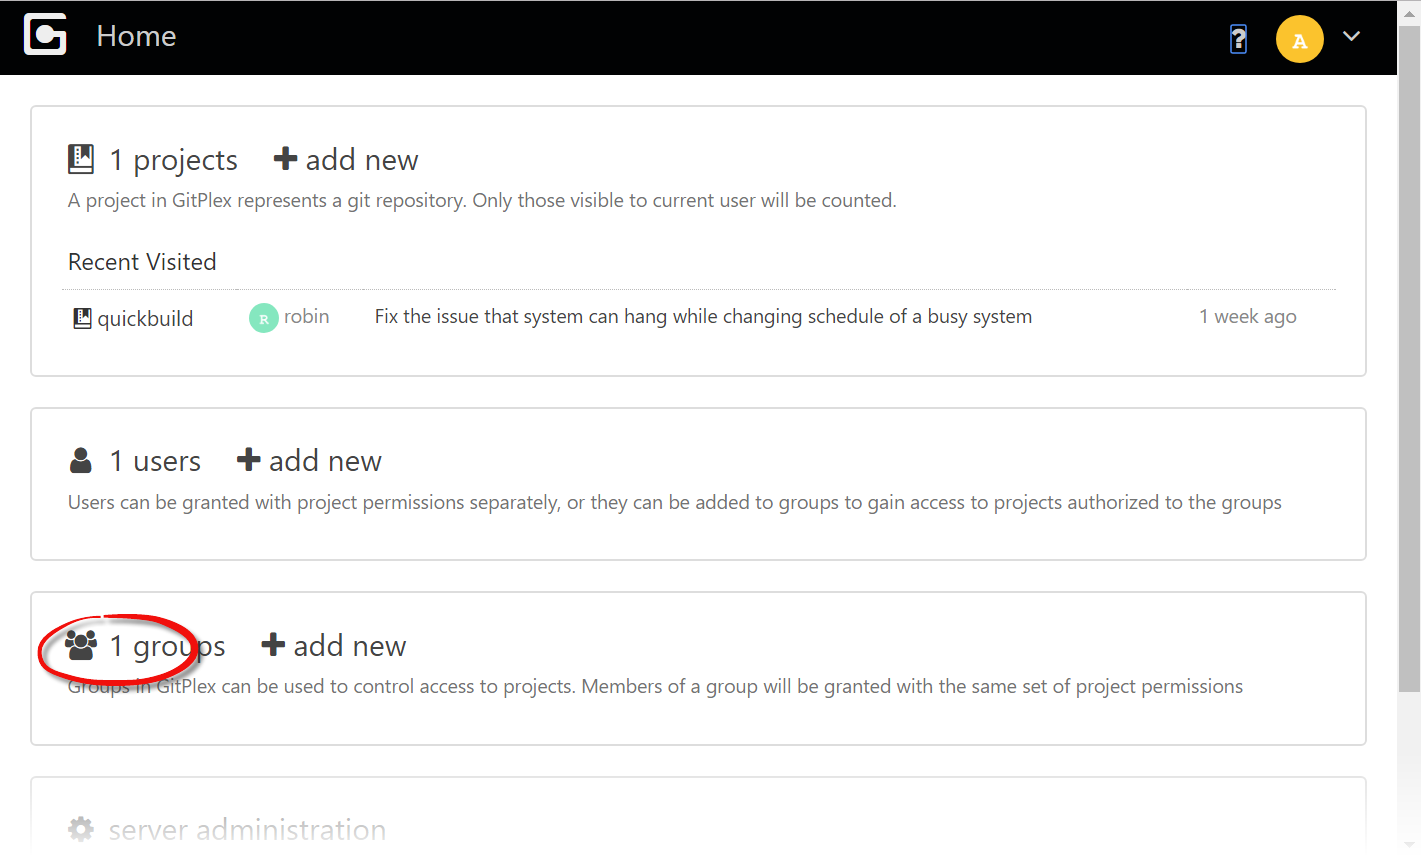 Home
?
A
1 projects + add new
A project in GitPlex represents a git repository. Only those visible to current user will be counted.
Recent Visited
quickbuild R robin Fix the issue that system can hang while changing schedule of a busy system 1 week ago
1 users + add new
Users can be granted with project permissions separately, or they can be added to groups to gain access to projects authorized to the groups
1 groups + add new
Groups in GitPlex can be used to control access to projects. Members of a group will be granted with the same set of project permissions
server administration